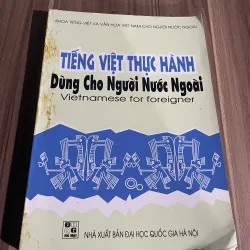 KHOA TIẾNG VIỆT VÀ VĂN HÓA VIỆT NAM CHO NGƯỜI NƯỚC NGOÀI
TIẾNG VIỆT THỰC HÀNH
Dùng Cho Người Nước Ngoài
Vietnamese for foreigner
NHÀ XUẤT BẢN ĐẠI HỌC QUỐC GIA HÀ NỘI